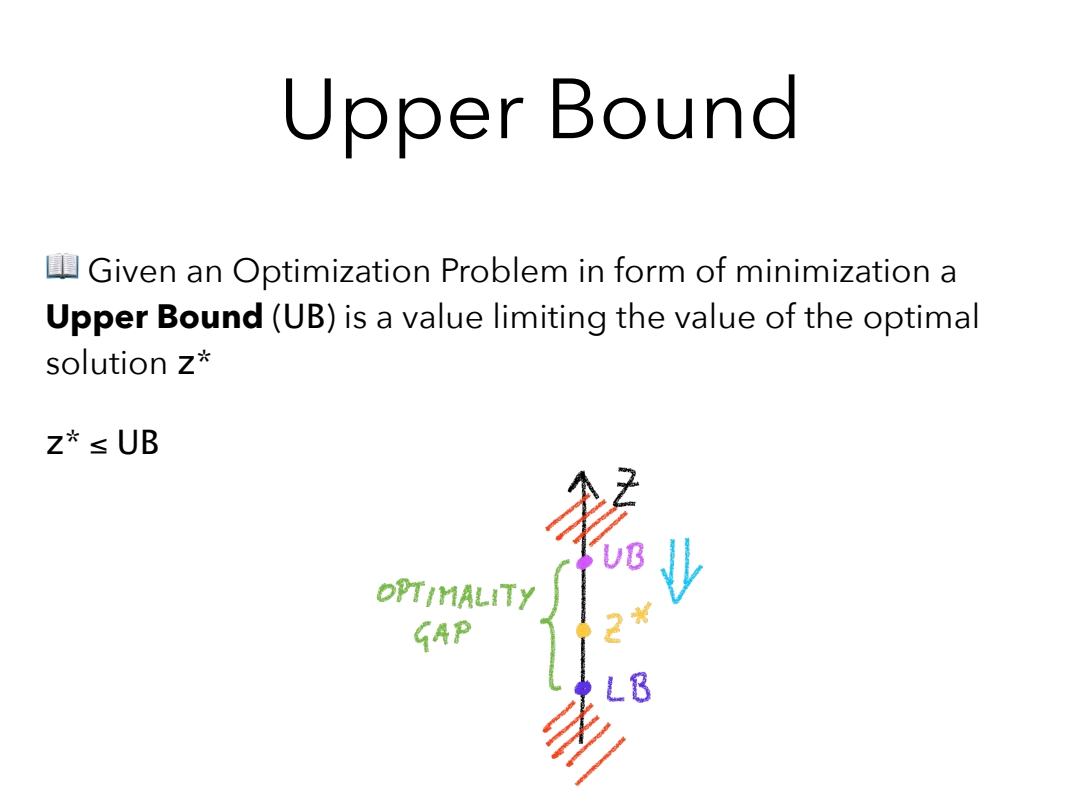 Upper Bound
📖 Given an Optimization Problem in form of minimization a
Upper Bound (UB) is a value limiting the value of the optimal
solution z*
z* ≤ UB
Z
UB
OPTIMALITY
GAP
Z*
LB